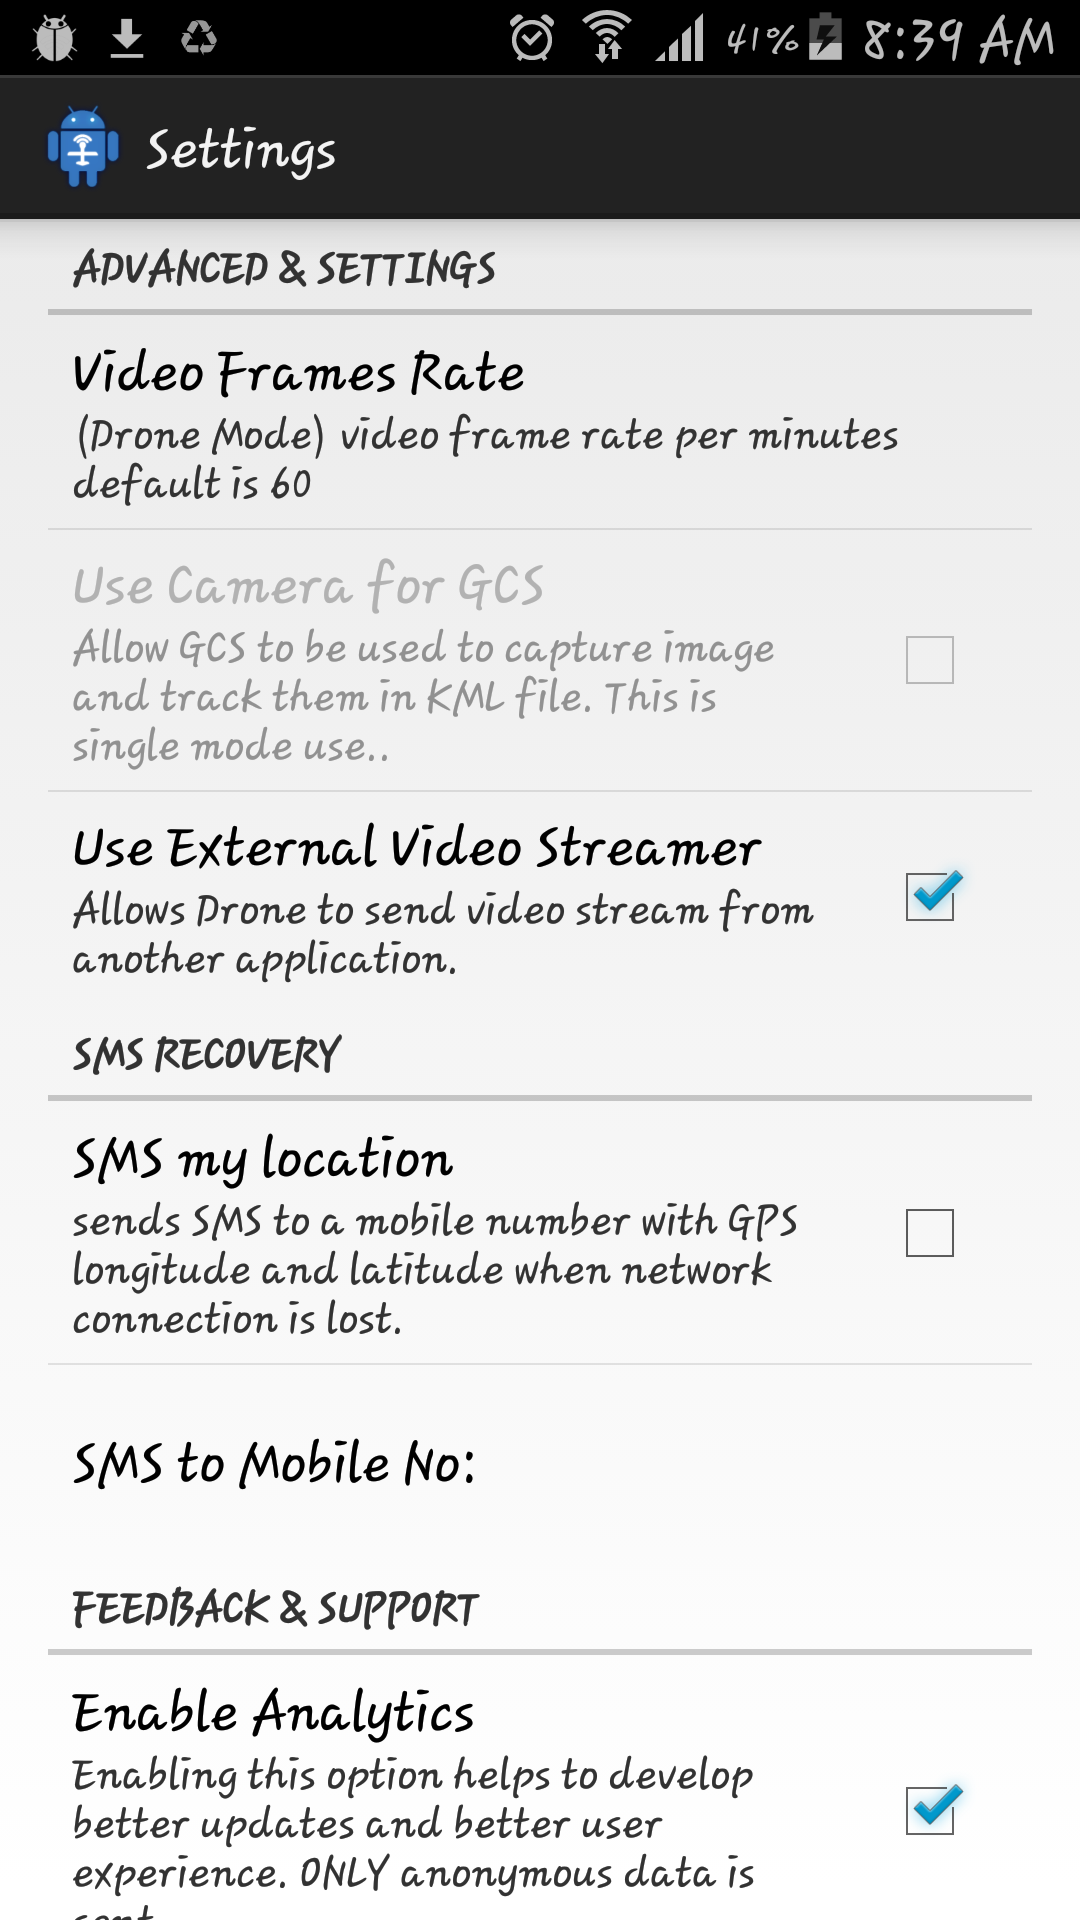 41% 8:39 AM
Settings
ADVANCED & SETTINGS
Video Frames Rate
(Drone Mode) video frame rate per minutes
default is 60
Use Camera for GCS
Allow GCS to be used to capture image
and track them in KML file. This is
single mode use..
Use External Video Streamer
Allows Drone to send video stream from
another application.
SMS RECOVERY
SMS my location
sends SMS to a mobile number with GPS
longitude and latitude when network
connection is lost.
SMS to Mobile No:
FEEDBACK & SUPPORT
Enable Analytics
Enabling this option helps to develop
better updates and better user
experience. ONLY anonymous data is